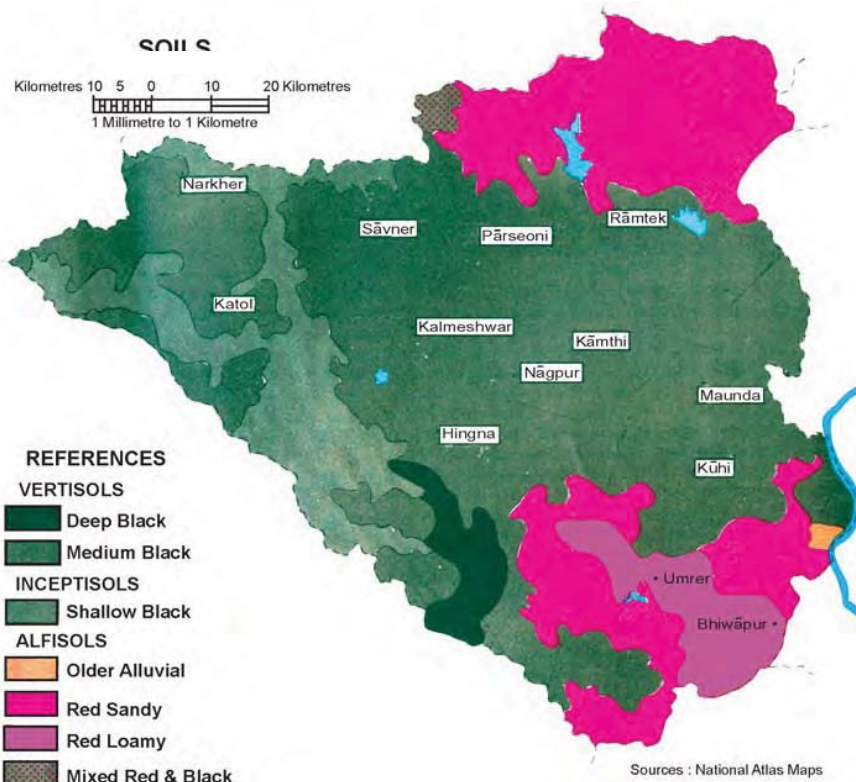 SOILS
Kilometres 10 5 0 10 20 Kilometres
1 Millimetre to 1 Kilometre
Narkher
Sāvner
Pārseoni
Rāmtek
Katol
Kalmeshwar
Kāmthi
Nāgpur
Maunda
Hingna
Kūhi
Umrer
Bhiwāpur
REFERENCES
VERTISOLS
Deep Black
Medium Black
INCEPTISOLS
Shallow Black
ALFISOLS
Older Alluvial
Red Sandy
Red Loamy
Mixed Red & Black
Sources : National Atlas Maps